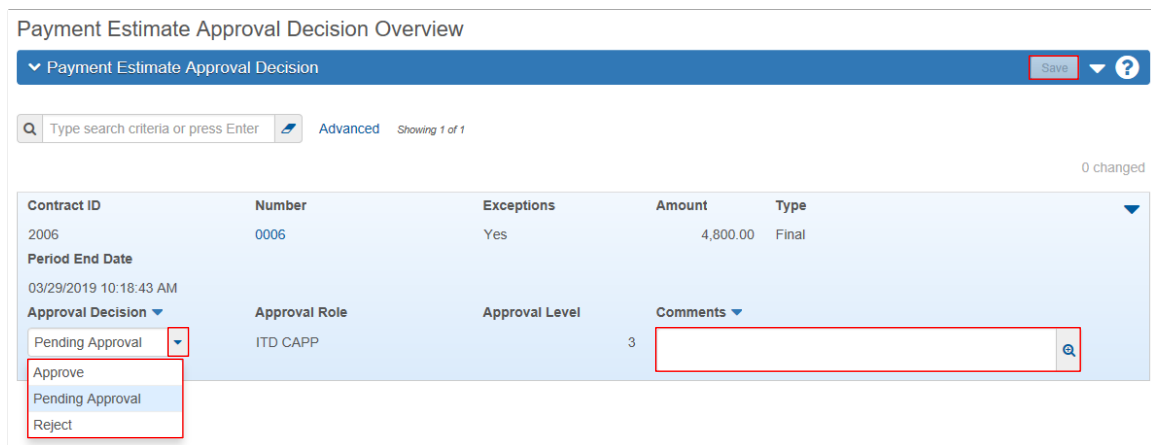 Payment Estimate Approval Decision Overview
Payment Estimate Approval Decision Save ?
Type search criteria or press Enter Advanced Showing 1 of 1
0 changed
Contract ID Number Exceptions Amount Type
2006 0006 Yes 4,800.00 Final
Period End Date
03/29/2019 10:18:43 AM
Approval Decision Approval Role Approval Level Comments
Pending Approval ITD CAPP 3
Approve
Pending Approval
Reject